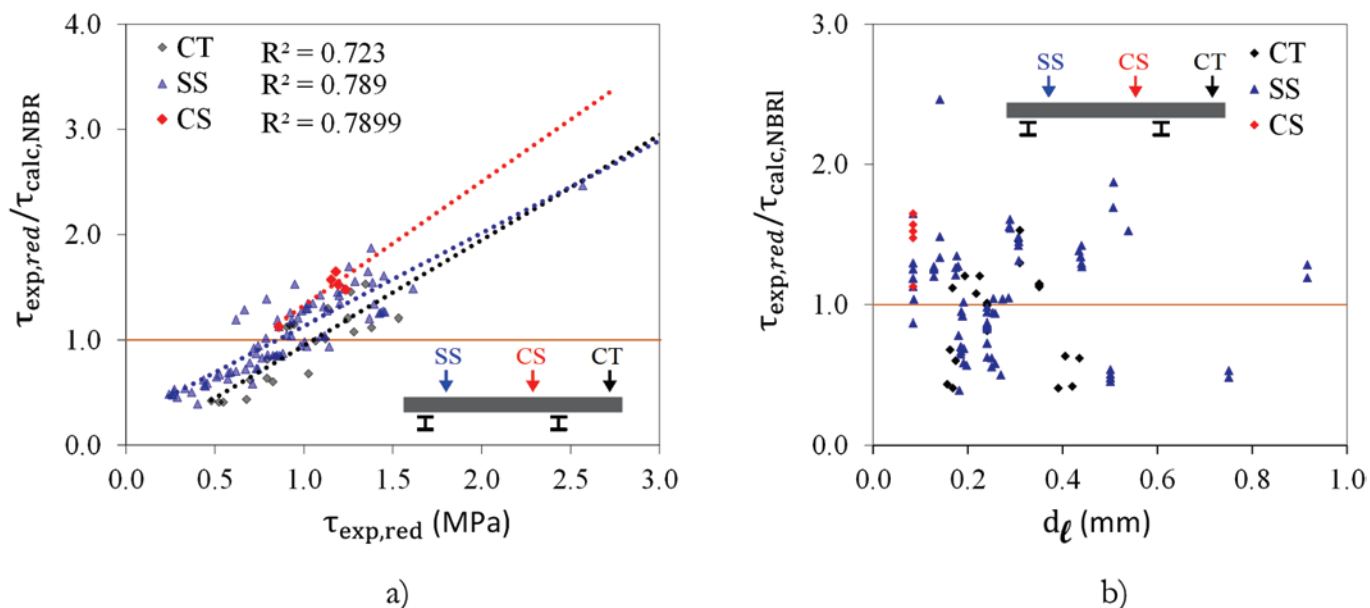 4.0
3.0
2.0
1.0
0.0
τexp,red/τcalc,NBR
CT R² = 0.723
SS R² = 0.789
CS R² = 0.7899
SS CS CT
0.0 0.5 1.0 1.5 2.0 2.5 3.0
τexp,red (MPa)
a)
3.0
2.0
1.0
0.0
τexp,red/τcalc,NBRl
CT
SS
CS
SS CS CT
0.0 0.2 0.4 0.6 0.8 1.0
dℓ (mm)
b)